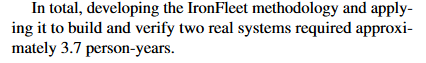 In total, developing the IronFleet methodology and apply-
ing it to build and verify two real systems required approxi-
mately 3.7 person-years.